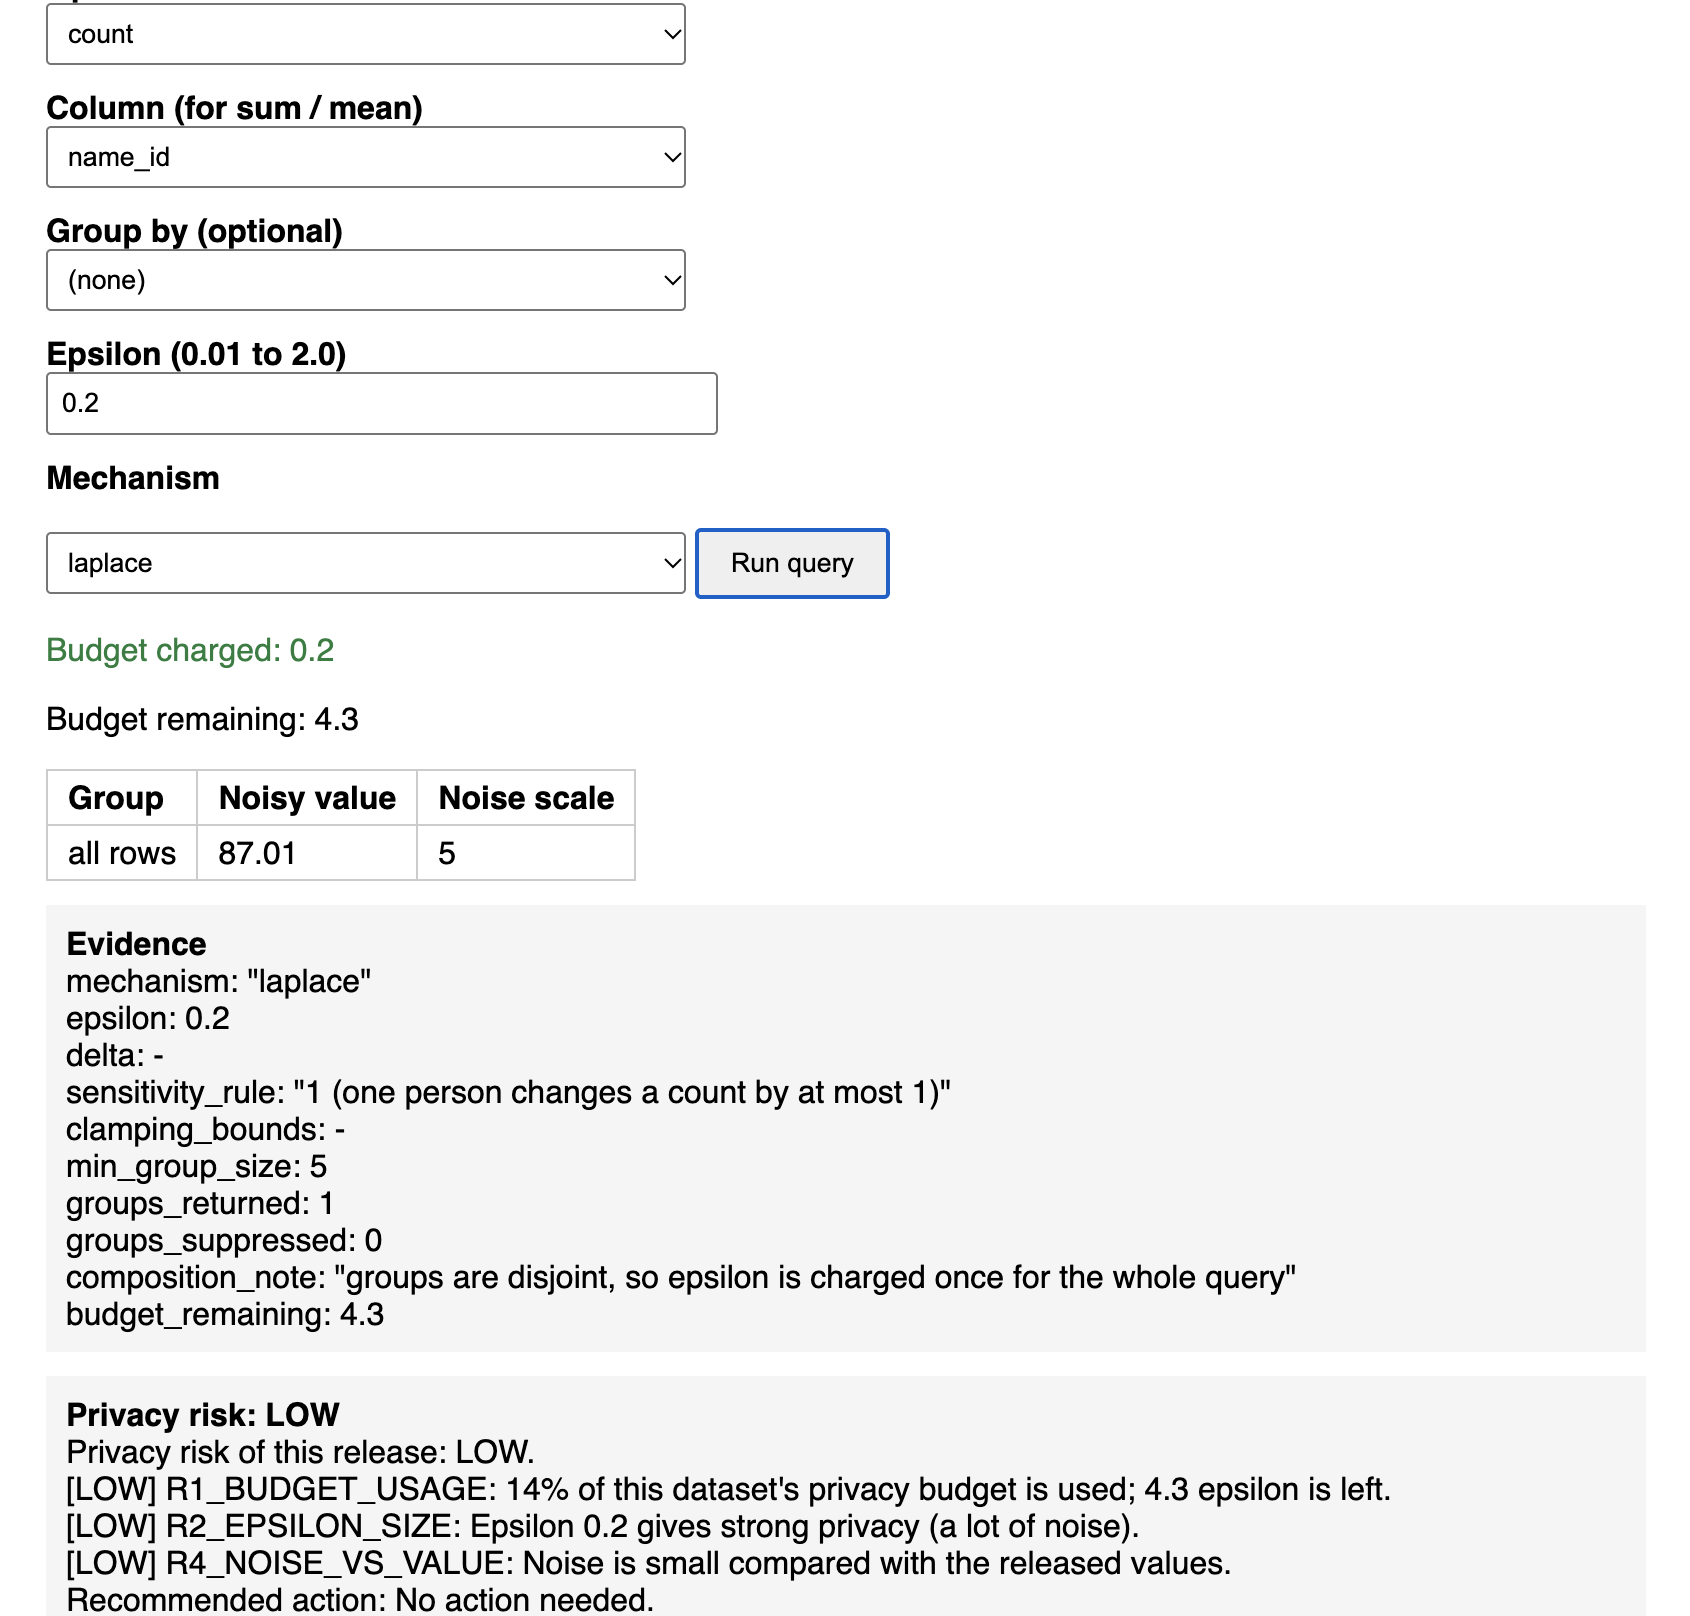 count
Column (for sum / mean)
name_id
Group by (optional)
(none)
Epsilon (0.01 to 2.0)
0.2
Mechanism
laplace
Run query
Budget charged: 0.2
Budget remaining: 4.3
Group Noisy value Noise scale
all rows 87.01 5
Evidence
mechanism: "laplace"
epsilon: 0.2
delta: -
sensitivity_rule: "1 (one person changes a count by at most 1)"
clamping_bounds: -
min_group_size: 5
groups_returned: 1
groups_suppressed: 0
composition_note: "groups are disjoint, so epsilon is charged once for the whole query"
budget_remaining: 4.3
Privacy risk: LOW
Privacy risk of this release: LOW.
[LOW] R1_BUDGET_USAGE: 14% of this dataset's privacy budget is used; 4.3 epsilon is left.
[LOW] R2_EPSILON_SIZE: Epsilon 0.2 gives strong privacy (a lot of noise).
[LOW] R4_NOISE_VS_VALUE: Noise is small compared with the released values.
Recommended action: No action needed.